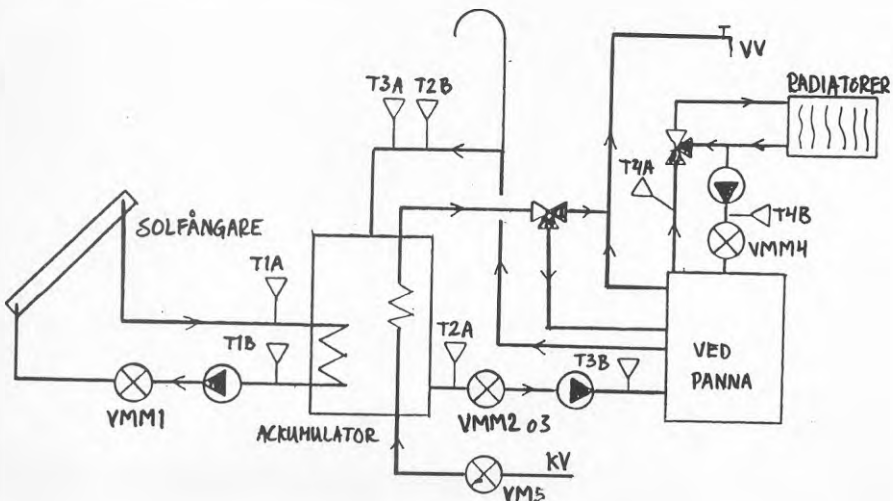 T3A T2B
VV
RADIATORER
T4A
T4B
VMM4
SOLFÅNGARE
T1A
T1B
VMM1
ACKUMULATOR
T2A
VMM2 03
T3B
VED
PANNA
KV
VM5